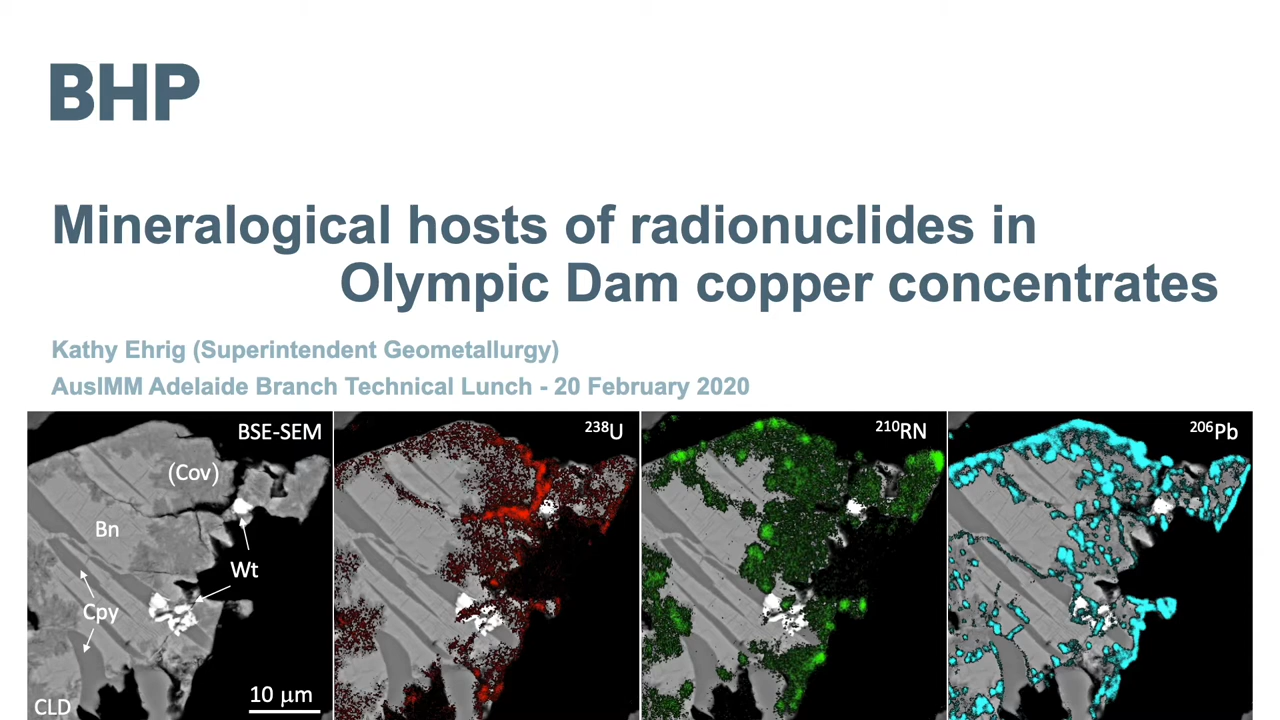 BHP
Mineralogical hosts of radionuclides in
Olympic Dam copper concentrates
Kathy Ehrig (Superintendent Geometallurgy)
AusIMM Adelaide Branch Technical Lunch - 20 February 2020
BSE-SEM
(Cov)
Bn
Wt
Cpy
10 µm
CLD
²³⁸U
²¹⁰RN
²⁰⁶Pb